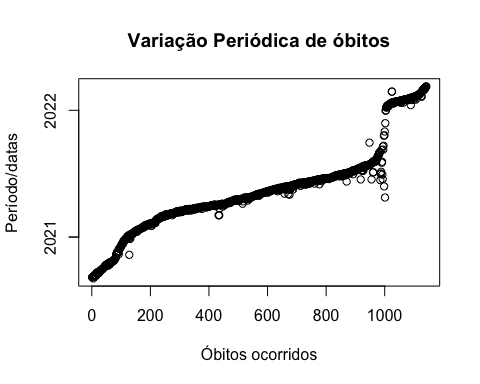 Variação Periódica de óbitos
2022
2021
Período/datas
0 200 400 600 800 1000
Óbitos ocorridos